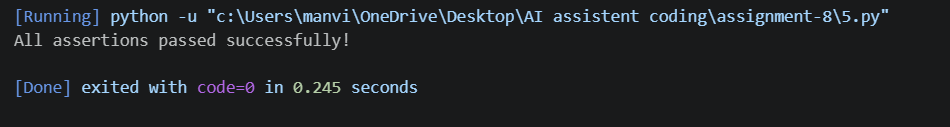 [Running] python -u "c:\Users\manvi\OneDrive\Desktop\AI assistent coding\assignment-8\5.py"
All assertions passed successfully!
[Done] exited with code=0 in 0.245 seconds